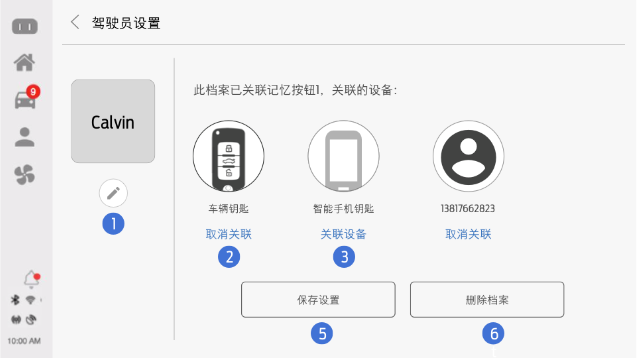 驾驶员设置
9
Calvin
1
此档案已关联记忆按钮1，关联的设备：
车辆钥匙
智能手机钥匙
13817662823
取消关联
关联设备
取消关联
2
3
保存设置
删除档案
5
6
10:00 AM